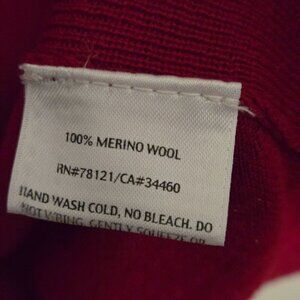 100% MERINO WOOL
RN#78121/CA#34460
HAND WASH COLD, NO BLEACH. DO
NOT WRING. GENTLY SQUEEZE OR